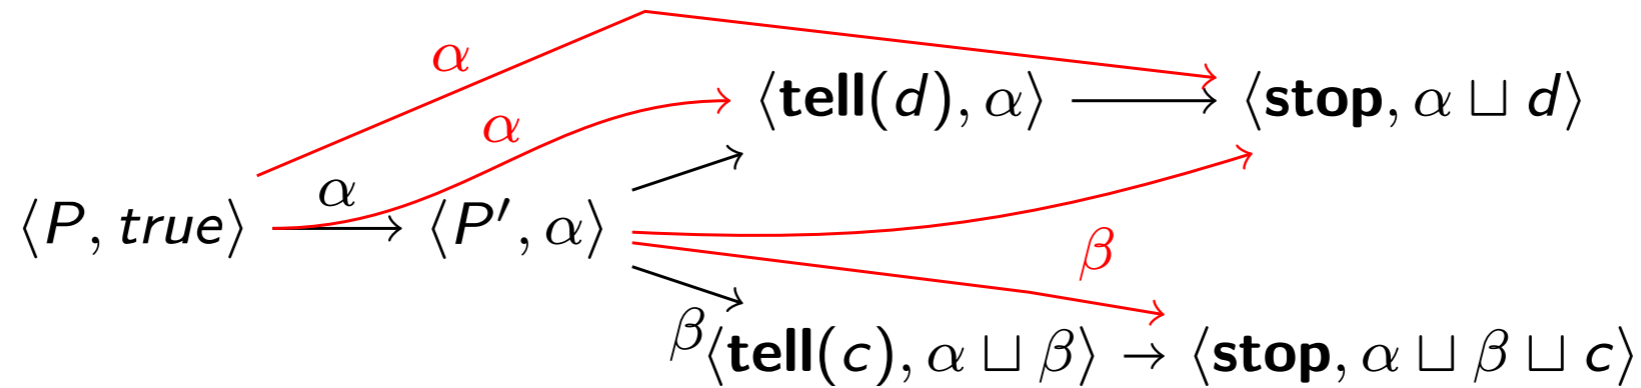 α
α ⟨tell(d), α⟩ ⟨stop, α ⊔ d⟩
⟨P, true⟩ α ⟨P′, α⟩
β
β ⟨tell(c), α ⊔ β⟩ → ⟨stop, α ⊔ β ⊔ c⟩